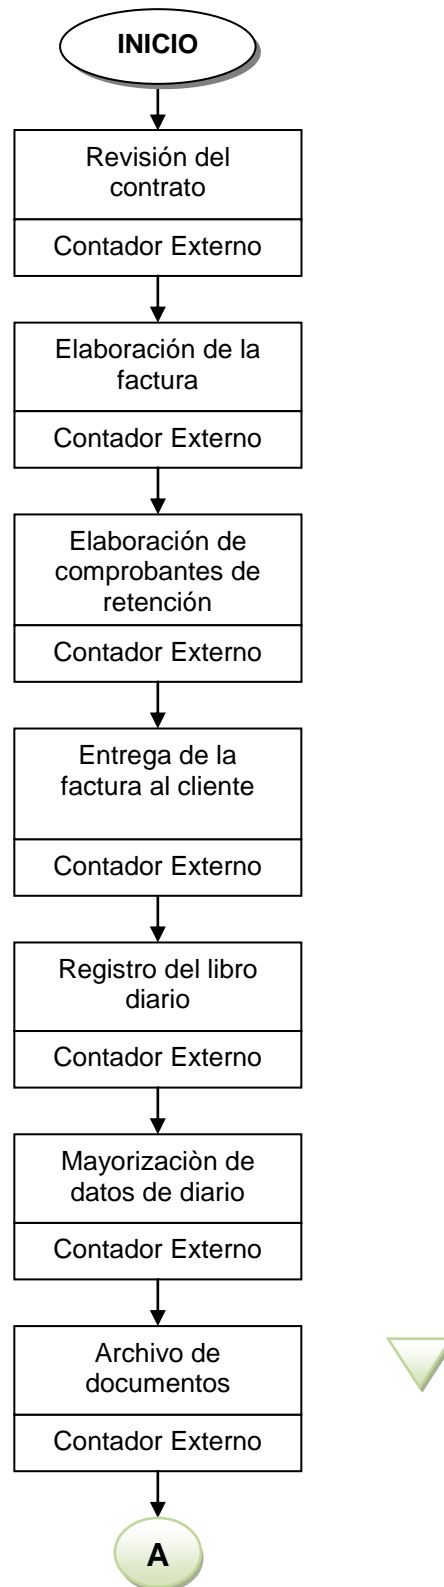 INICIO
Revisión del
contrato
Contador Externo
Elaboración de la
factura
Contador Externo
Elaboración de
comprobantes de
retención
Contador Externo
Entrega de la
factura al cliente
Contador Externo
Registro del libro
diario
Contador Externo
Mayorizaciòn de
datos de diario
Contador Externo
Archivo de
documentos
Contador Externo
A